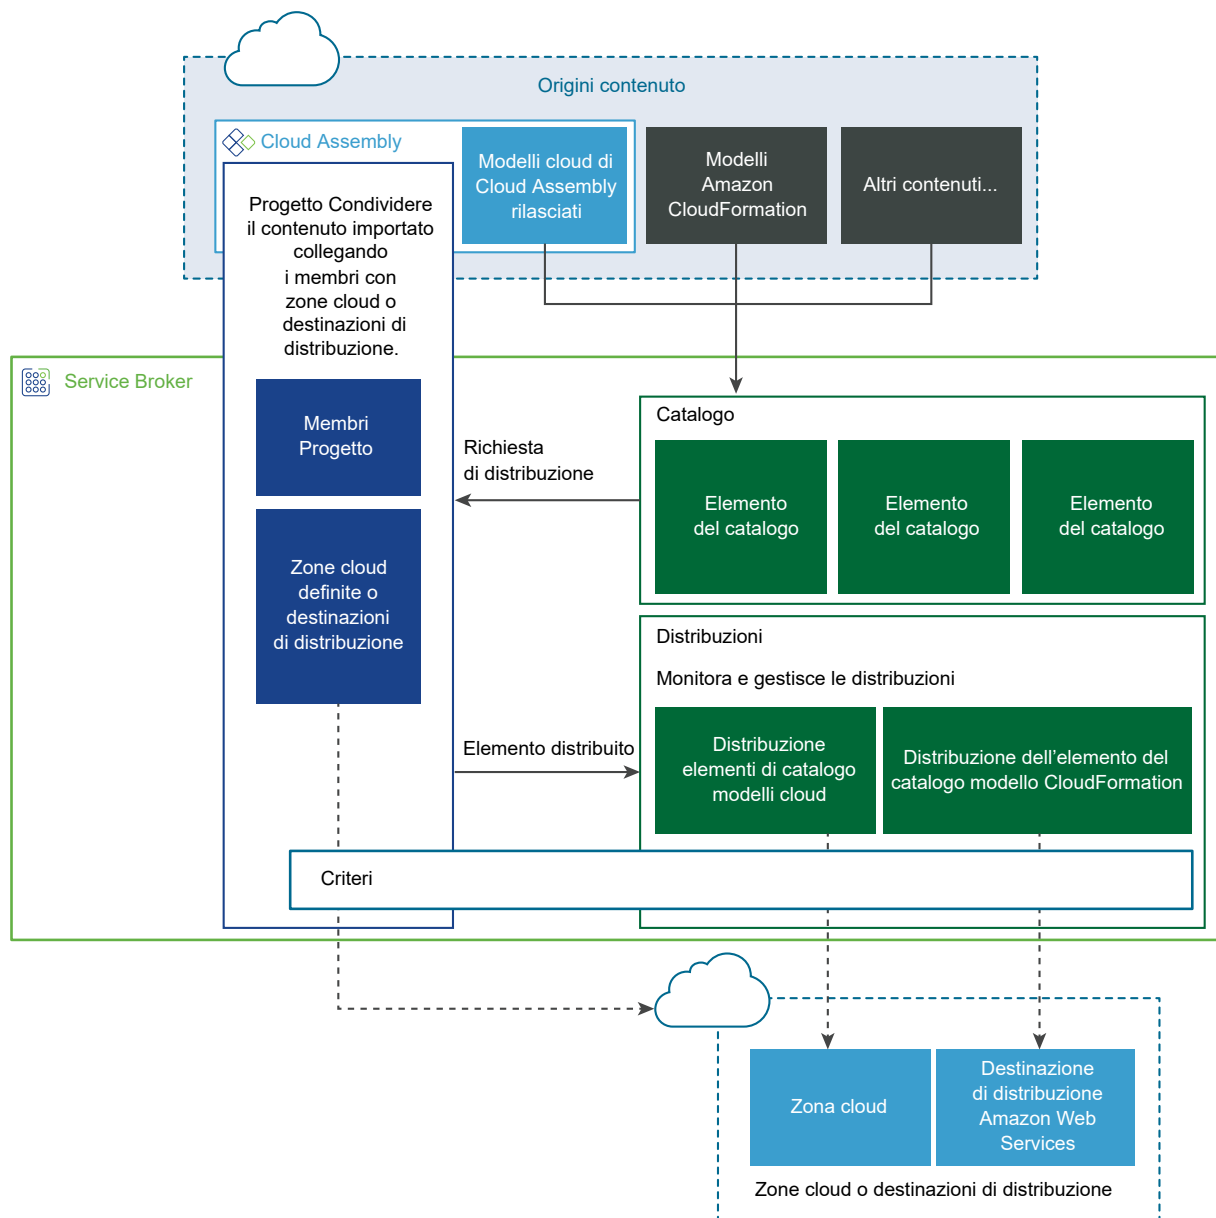 Origini contenuto
Cloud Assembly
Modelli cloud di
Cloud Assembly
rilasciati
Modelli
Amazon
CloudFormation
Altri contenuti...
Progetto Condividere
il contenuto importato
collegando
i membri con
zone cloud o
destinazioni di
distribuzione.
Service Broker
Membri
Progetto
Zone cloud
definite o
destinazioni
di distribuzione
Richiesta
di distribuzione
Catalogo
Elemento
del catalogo
Elemento
del catalogo
Elemento
del catalogo
Distribuzioni
Monitora e gestisce le distribuzioni
Elemento distribuito
Distribuzione
elementi di catalogo
modelli cloud
Distribuzione dell’elemento del
catalogo modello CloudFormation
Criteri
Zona cloud
Destinazione
di distribuzione
Amazon Web
Services
Zone cloud o destinazioni di distribuzione